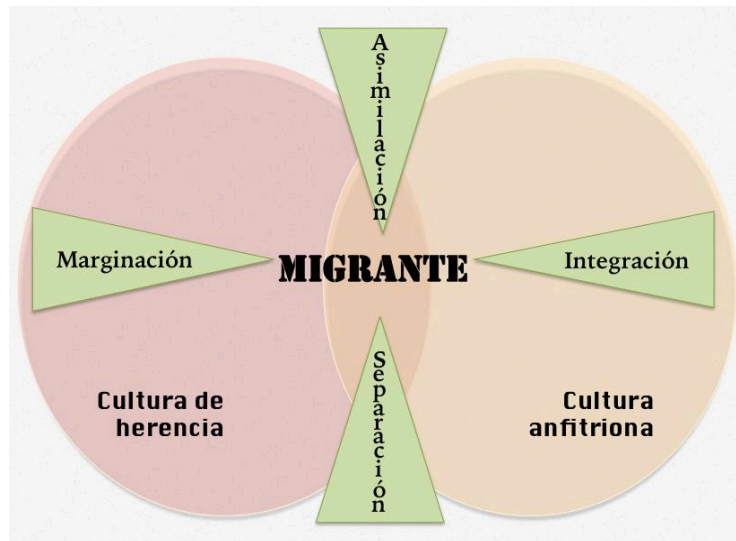 Asimilación
Marginación
MIGRANTE
Integración
Separación
Cultura de
herencia
Cultura
anfitriona